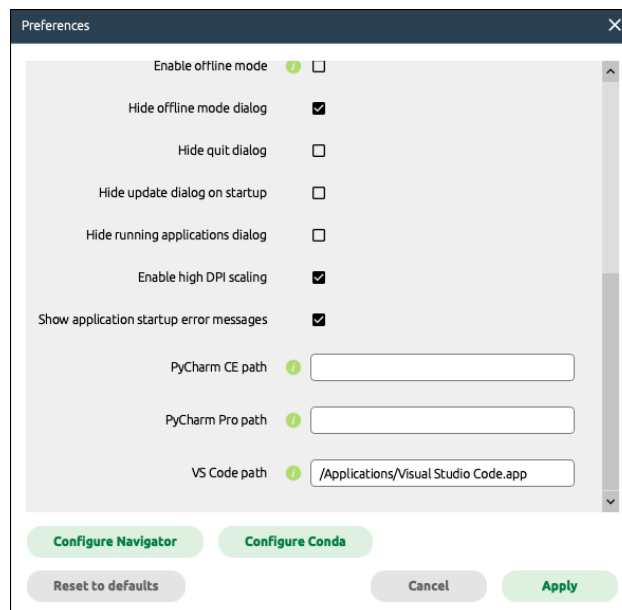 Preferences
Enable offline mode
Hide offline mode dialog
Hide quit dialog
Hide update dialog on startup
Hide running applications dialog
Enable high DPI scaling
Show application startup error messages
PyCharm CE path
PyCharm Pro path
VS Code path /Applications/Visual Studio Code.app
Configure Navigator Configure Conda
Reset to defaults Cancel Apply